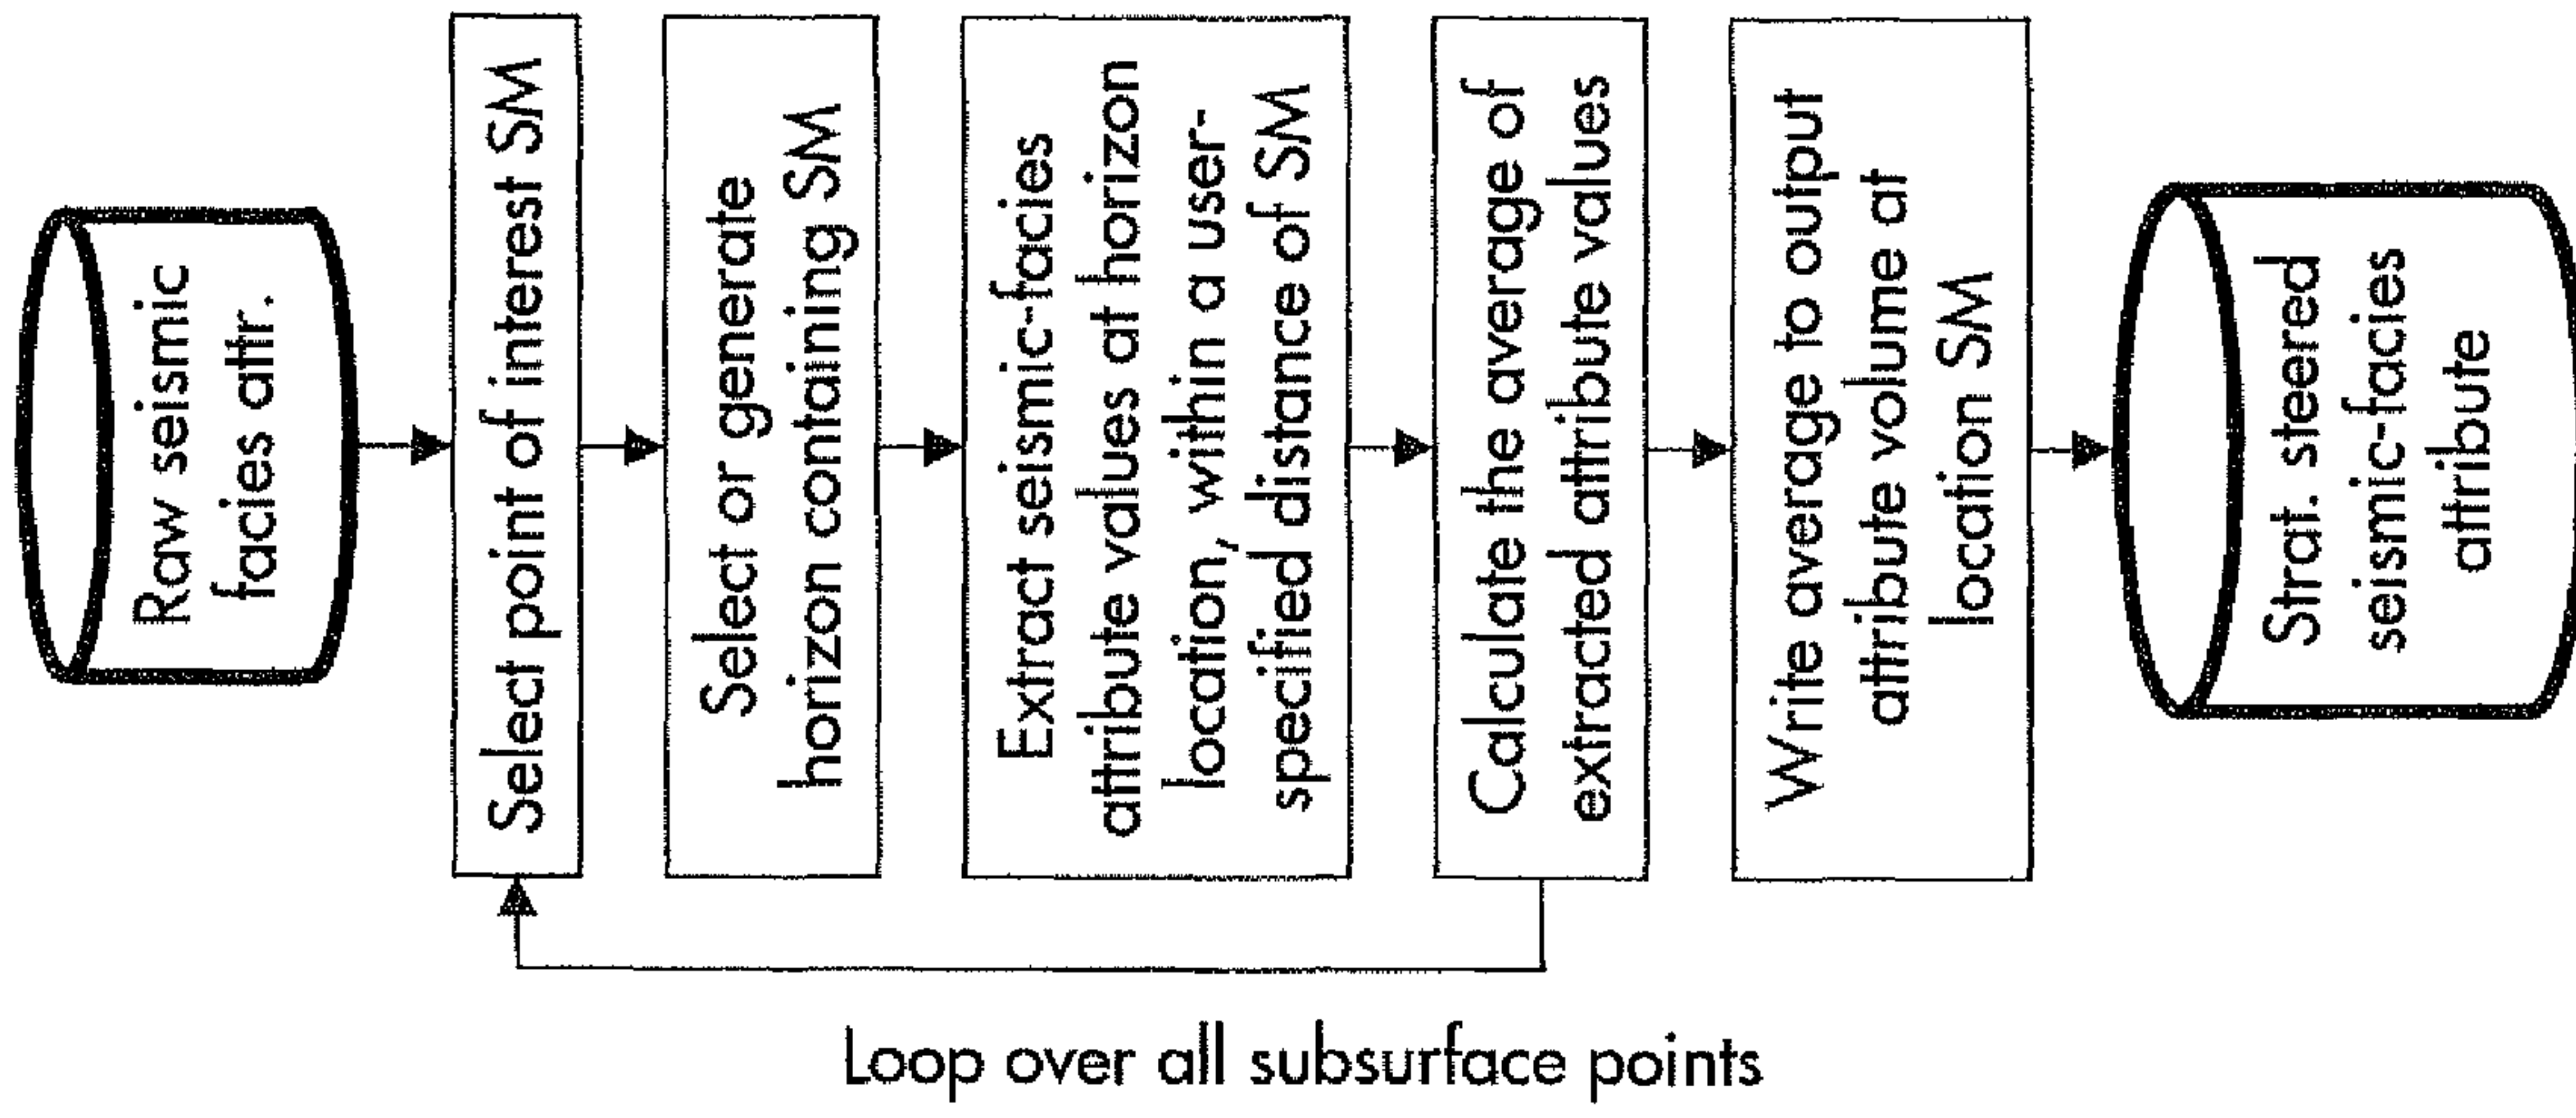 Raw seismic
facies attr.
Select point of interest SM
Select or generate
horizon containing SM
Extract seismic-facies
attribute values at horizon
location, within a user-
specified distance of SM
Calculate the average of
extracted attribute values
Write average to output
attribute volume at
location SM
Strat. steered
seismic-facies
attribute
Loop over all subsurface points